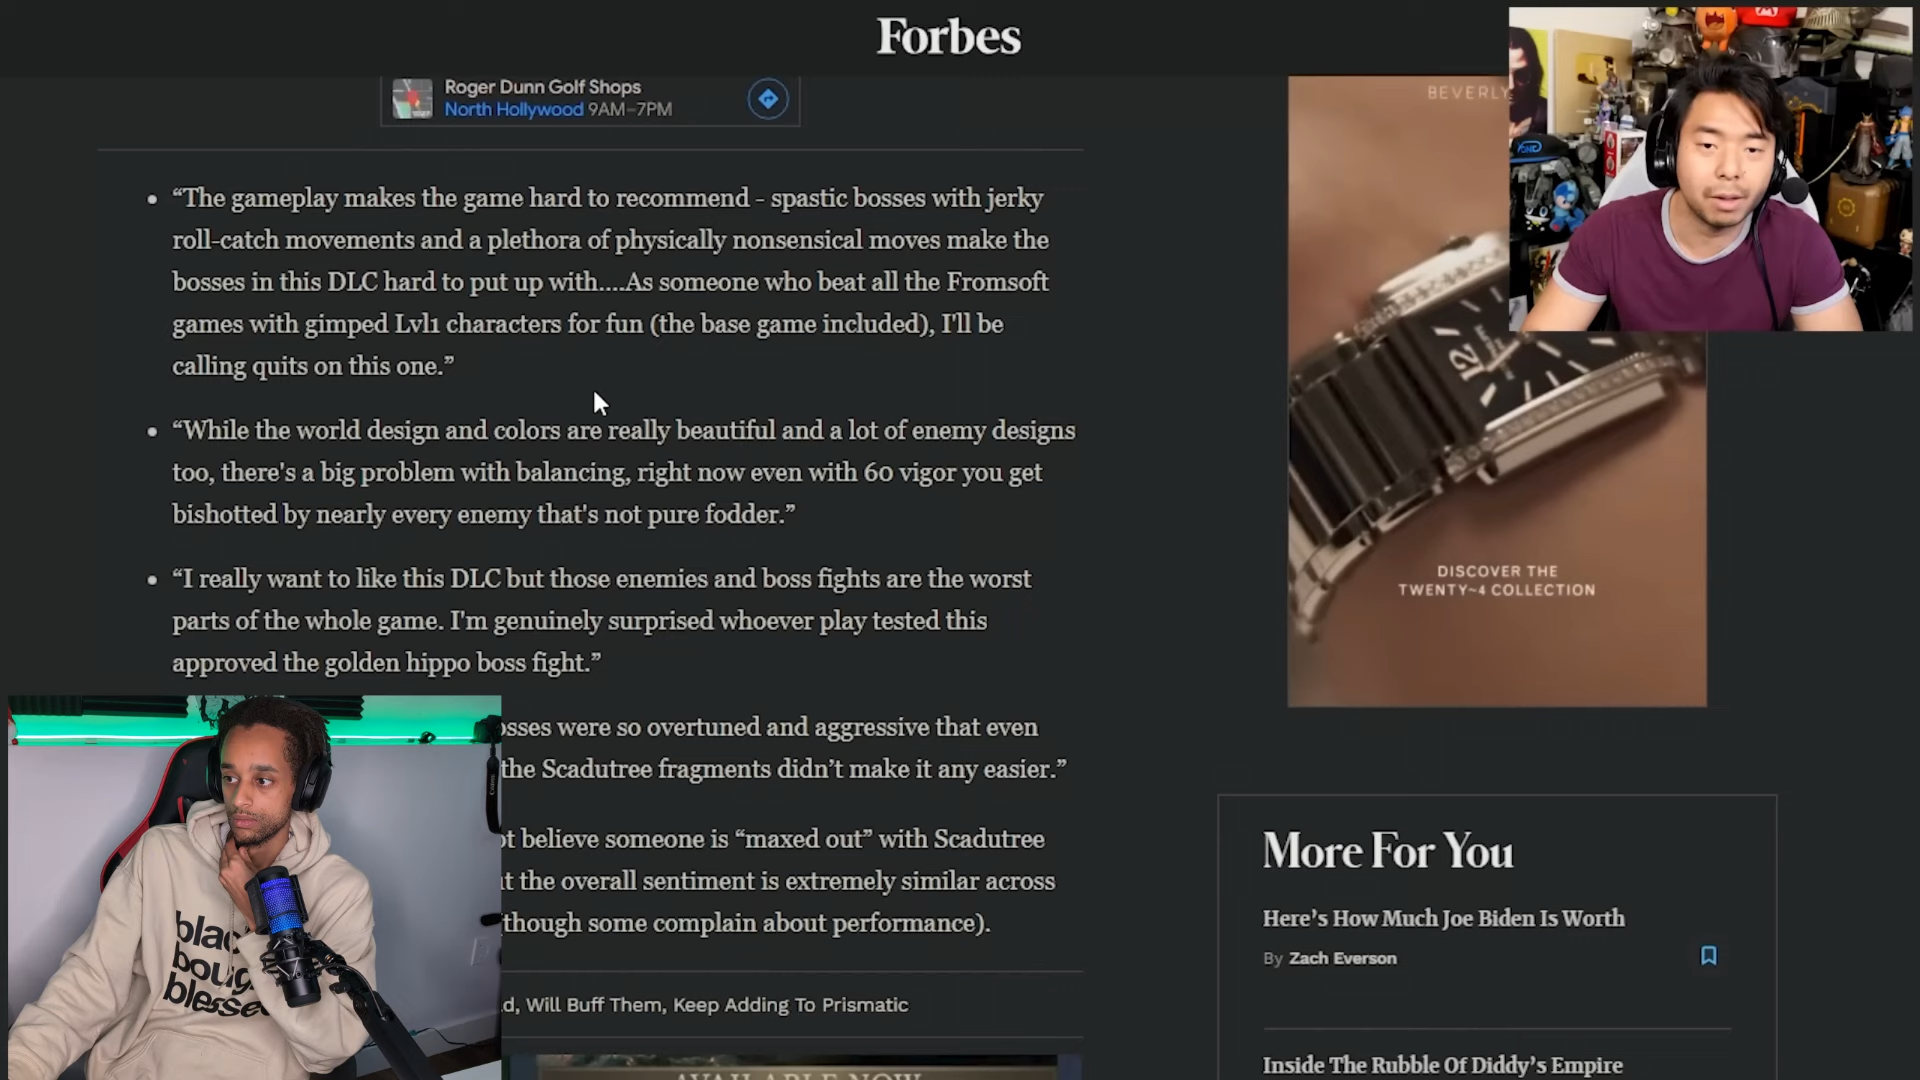 Forbes
Roger Dunn Golf Shops
North Hollywood 9AM–7PM
BEVERLY
“The gameplay makes the game hard to recommend - spastic bosses with jerky
roll-catch movements and a plethora of physically nonsensical moves make the
bosses in this DLC hard to put up with....As someone who beat all the Fromsoft
games with gimped Lvl1 characters for fun (the base game included), I'll be
calling quits on this one.”
“While the world design and colors are really beautiful and a lot of enemy designs
too, there's a big problem with balancing, right now even with 60 vigor you get
bishotted by nearly every enemy that's not pure fodder.”
“I really want to like this DLC but those enemies and boss fights are the worst
parts of the whole game. I'm genuinely surprised whoever play tested this
approved the golden hippo boss fight.”
osses were so overtuned and aggressive that even
the Scadutree fragments didn’t make it any easier.”
ot believe someone is “maxed out” with Scadutree
t the overall sentiment is extremely similar across
though some complain about performance).
d, Will Buff Them, Keep Adding To Prismatic
AVAILABLE NOW
12
DISCOVER THE
TWENTY~4 COLLECTION
More For You
Here’s How Much Joe Biden Is Worth
By Zach Everson
Inside The Rubble Of Diddy’s Empire
blac
boug
blesse